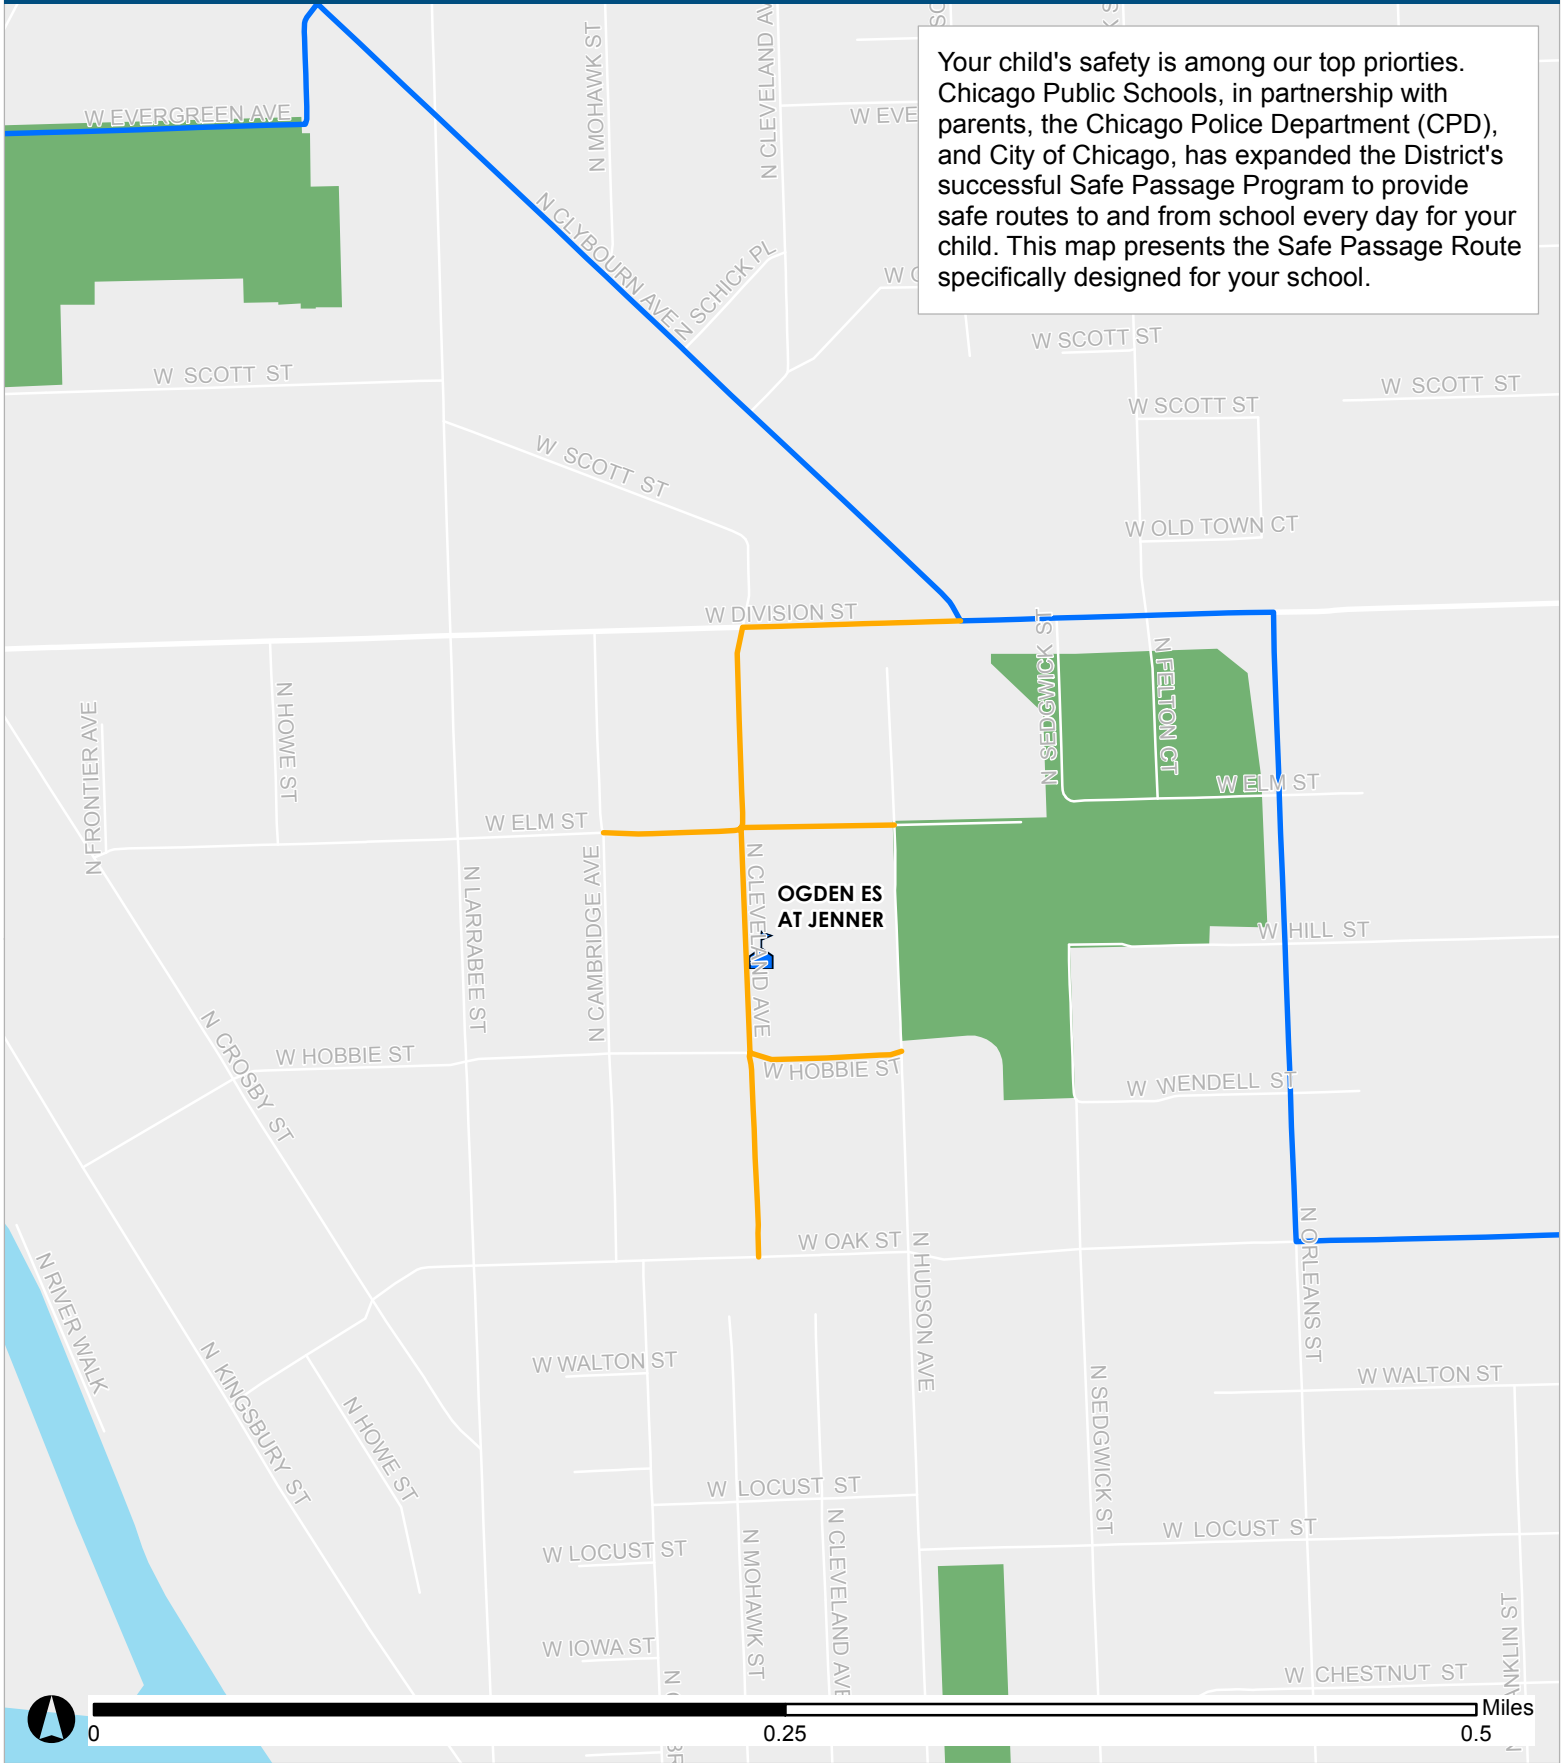 Your child's safety is among our top priorties.
Chicago Public Schools, in partnership with
parents, the Chicago Police Department (CPD),
and City of Chicago, has expanded the District's
successful Safe Passage Program to provide
safe routes to and from school every day for your
child. This map presents the Safe Passage Route
specifically designed for your school.
N MOHAWK ST
N CLEVELAND AV
W EVERGREEN AVE
W EVE
N CLYBOURN AVE
N SCHICK PL
W SCOTT ST
W SCOTT ST
W SCOTT ST
W SCOTT ST
W SCOTT ST
W OLD TOWN CT
W DIVISION ST
N SEDGWICK ST
N FELTON CT
N FRONTIER AVE
N HOWE ST
W ELM ST
W ELM ST
N LARRABEE ST
N CAMBRIDGE AVE
N CLEVELAND AVE
OGDEN ES
AT JENNER
W HILL ST
N CROSBY ST
W HOBBIE ST
W HOBBIE ST
W WENDELL ST
W OAK ST
N HUDSON AVE
N ORLEANS ST
N RIVER WALK
N KINGSBURY ST
N HOWE ST
W WALTON ST
W WALTON ST
N SEDGWICK ST
W LOCUST ST
W LOCUST ST
W LOCUST ST
N MOHAWK ST
N CLEVELAND AVE
W IOWA ST
W CHESTNUT ST
NKLIN ST
Miles
0
0.25
0.5